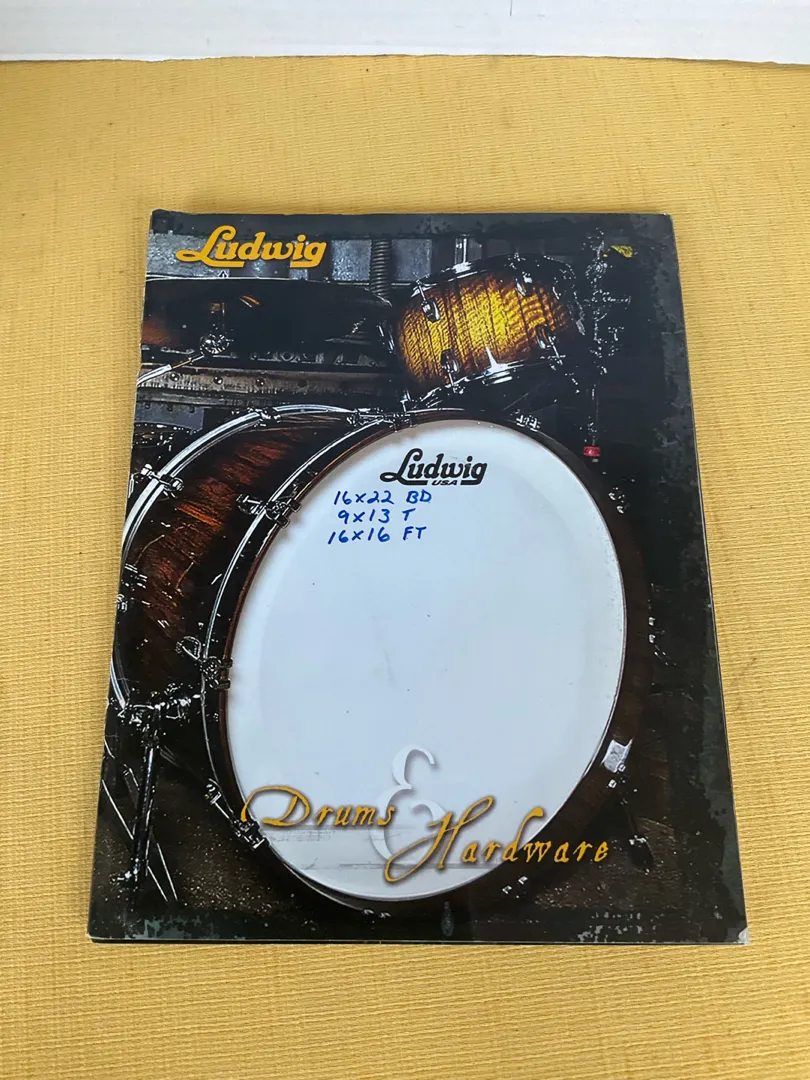 Ludwig
Ludwig
USA
16x22 BD
9x13 T
16x16 FT
Drums & Hardware